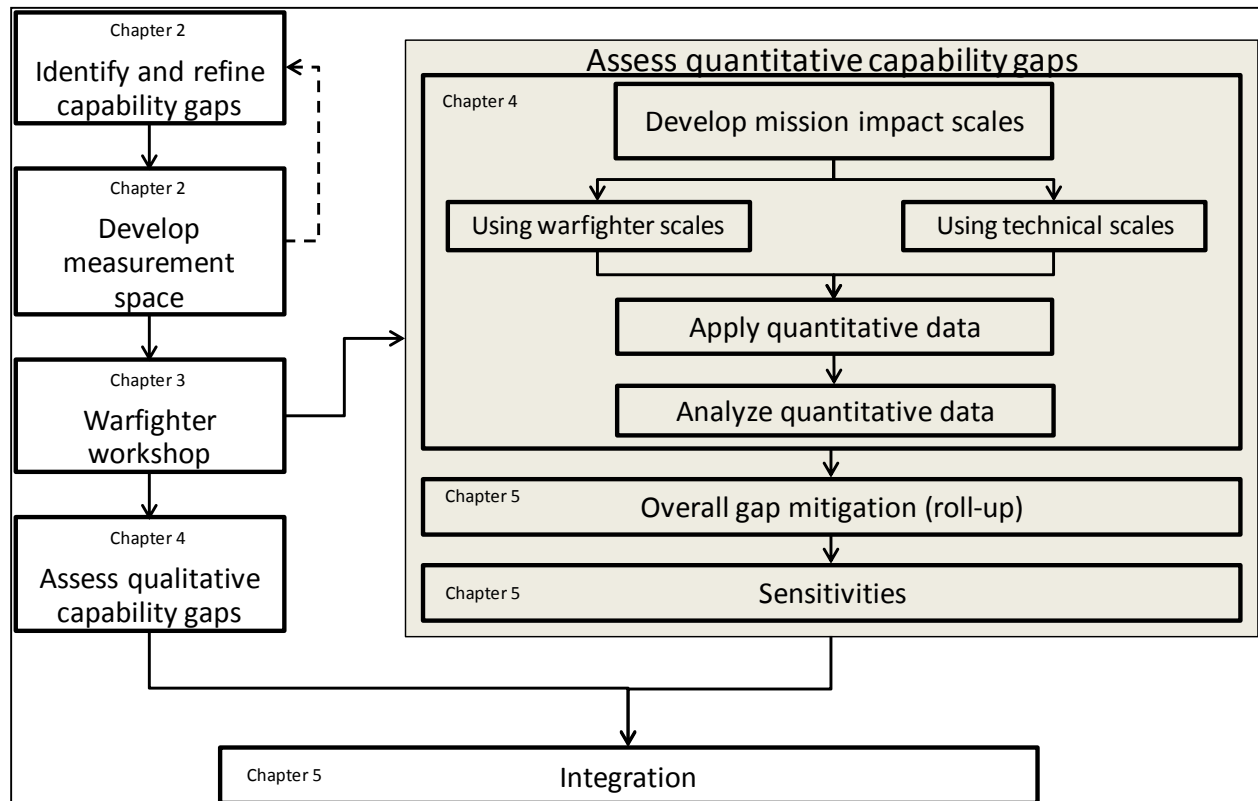 Chapter 2
Identify and refine
capability gaps
Chapter 2
Develop
measurement
space
Chapter 3
Warfighter
workshop
Chapter 4
Assess qualitative
capability gaps
Assess quantitative capability gaps
Chapter 4
Develop mission impact scales
Using warfighter scales
Using technical scales
Apply quantitative data
Analyze quantitative data
Chapter 5
Overall gap mitigation (roll-up)
Chapter 5
Sensitivities
Chapter 5
Integration